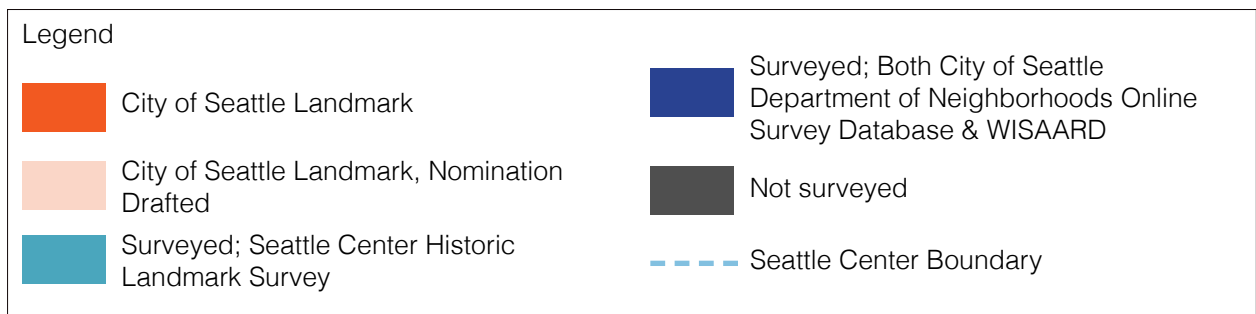 Legend
City of Seattle Landmark
City of Seattle Landmark, Nomination
Drafted
Surveyed; Seattle Center Historic
Landmark Survey
Surveyed; Both City of Seattle
Department of Neighborhoods Online
Survey Database & WISAARD
Not surveyed
Seattle Center Boundary